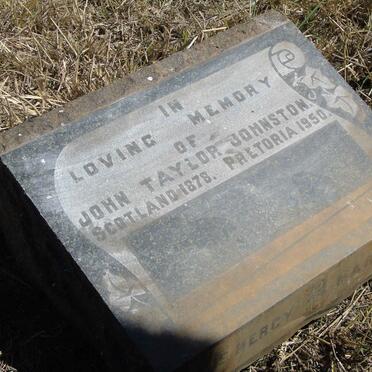 IN
LOVING MEMORY
OF
JOHN TAYLOR JOHNSTON
SCOTLAND 1878. PRETORIA 1950.
MERCY